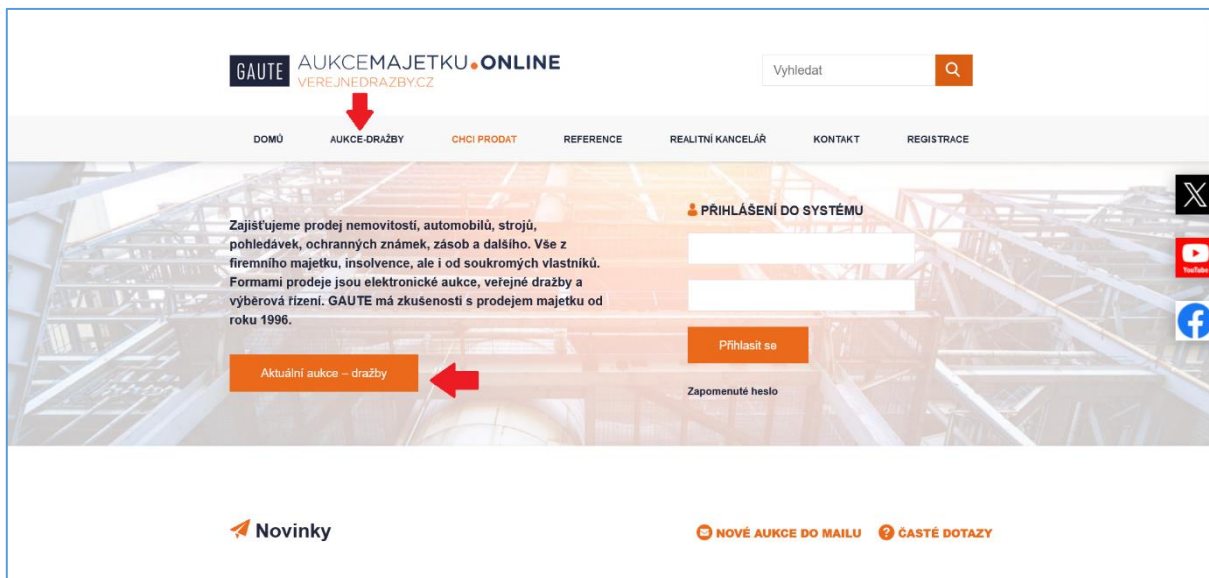 GAUTE
AUKCEMAJETKU.ONLINE
VEREJNEDRAZBY.CZ
Vyhledat
DOMŮ AUKCE-DRAŽBY CHCI PRODAT REFERENCE REALITNÍ KANCELÁŘ KONTAKT REGISTRACE
Zajišťujeme prodej nemovitostí, automobilů, strojů,
pohledávek, ochranných známek, zásob a dalšího. Vše z
firemního majetku, insolvence, ale i od soukromých vlastníků.
Formami prodeje jsou elektronické aukce, veřejné dražby a
výběrová řízení. GAUTE má zkušenosti s prodejem majetku od
roku 1996.
Aktuální aukce – dražby
PŘIHLÁŠENÍ DO SYSTÉMU
Přihlasit se
Zapomenuté heslo
YouTube
Novinky
NOVÉ AUKCE DO MAILU
ČASTÉ DOTAZY